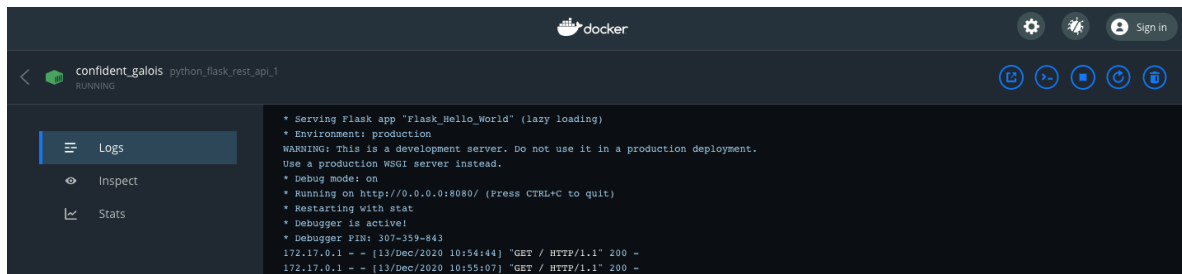 docker
Sign in
confident_galois python_flask_rest_api_1
RUNNING
Logs
Inspect
Stats
* Serving Flask app "Flask_Hello_World" (lazy loading)
* Environment: production
WARNING: This is a development server. Do not use it in a production deployment.
Use a production WSGI server instead.
* Debug mode: on
* Running on http://0.0.0.0:8080/ (Press CTRL+C to quit)
* Restarting with stat
* Debugger is active!
* Debugger PIN: 307-359-843
172.17.0.1 - - [13/Dec/2020 10:54:44] "GET / HTTP/1.1" 200 -
172.17.0.1 - - [13/Dec/2020 10:55:07] "GET / HTTP/1.1" 200 -